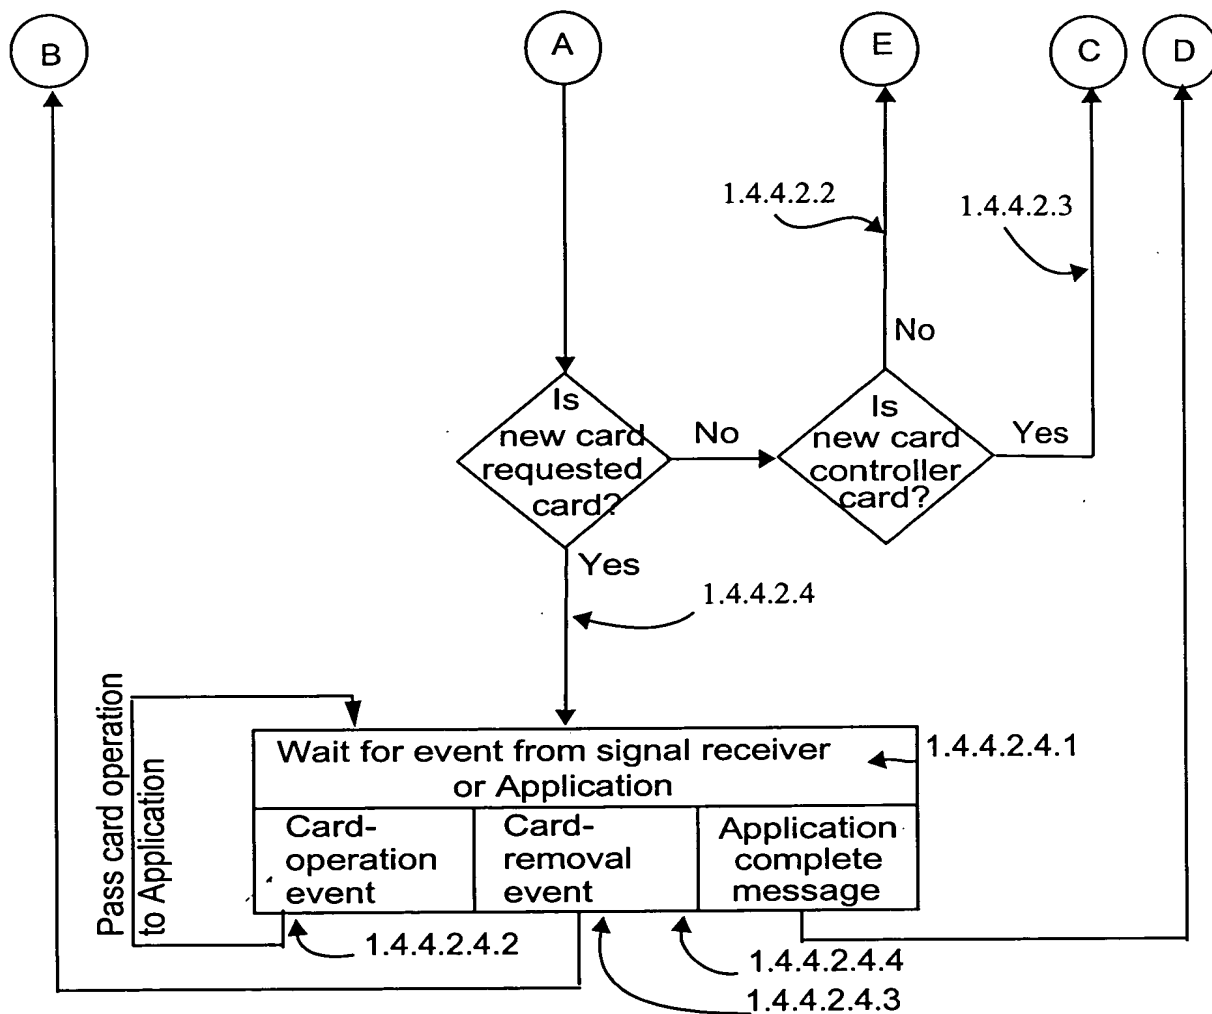 B
A
E
C
D
1.4.4.2.2
1.4.4.2.3
No
Is
new card
requested
card?
No
Is
new card
controller
card?
Yes
Yes
1.4.4.2.4
Pass card operation
to Application
Wait for event from signal receiver
or Application
1.4.4.2.4.1
Card-
operation
event
Card-
removal
event
Application
complete
message
1.4.4.2.4.2
1.4.4.2.4.4
1.4.4.2.4.3